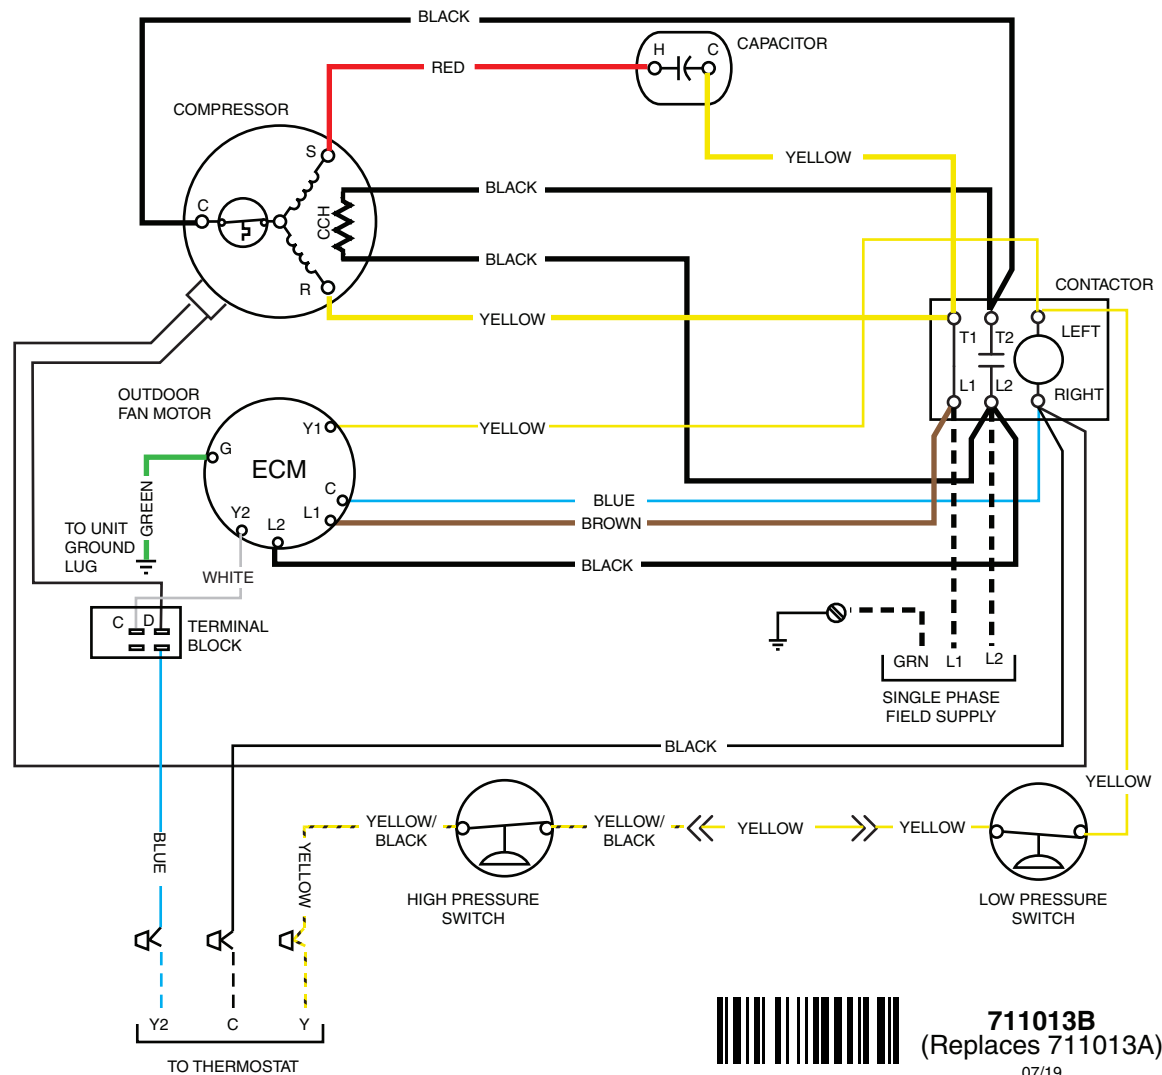 BLACK
CAPACITOR
H
C
RED
COMPRESSOR
S
YELLOW
BLACK
C
CCH
BLACK
R
CONTACTOR
YELLOW
T1
T2
LEFT
L1
L2
RIGHT
OUTDOOR
FAN MOTOR
Y1
YELLOW
G
ECM
C
BLUE
GREEN
Y2
L2
L1
BROWN
TO UNIT
GROUND
LUG
WHITE
BLACK
C
D
TERMINAL
BLOCK
GRN
L1
L2
SINGLE PHASE
FIELD SUPPLY
BLACK
YELLOW
YELLOW/
BLACK
YELLOW/
BLACK
YELLOW
YELLOW
BLUE
YELLOW
HIGH PRESSURE
SWITCH
LOW PRESSURE
SWITCH
Y2
C
Y
TO THERMOSTAT
711013B
(Replaces 711013A)
07/19